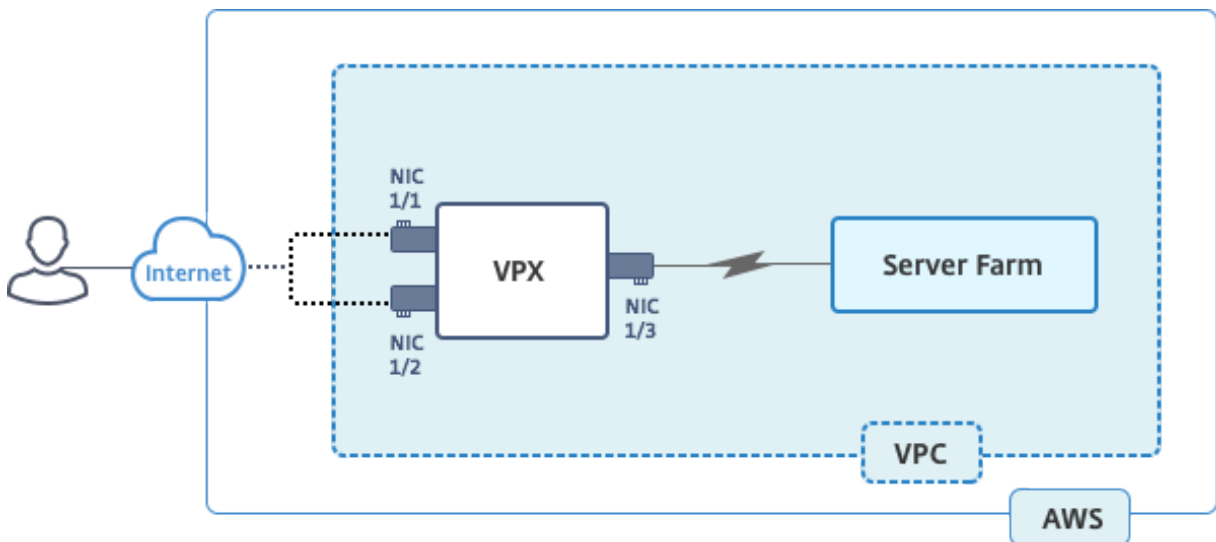 NIC
1/1
Internet
VPX
Server Farm
NIC
1/2
NIC
1/3
VPC
AWS